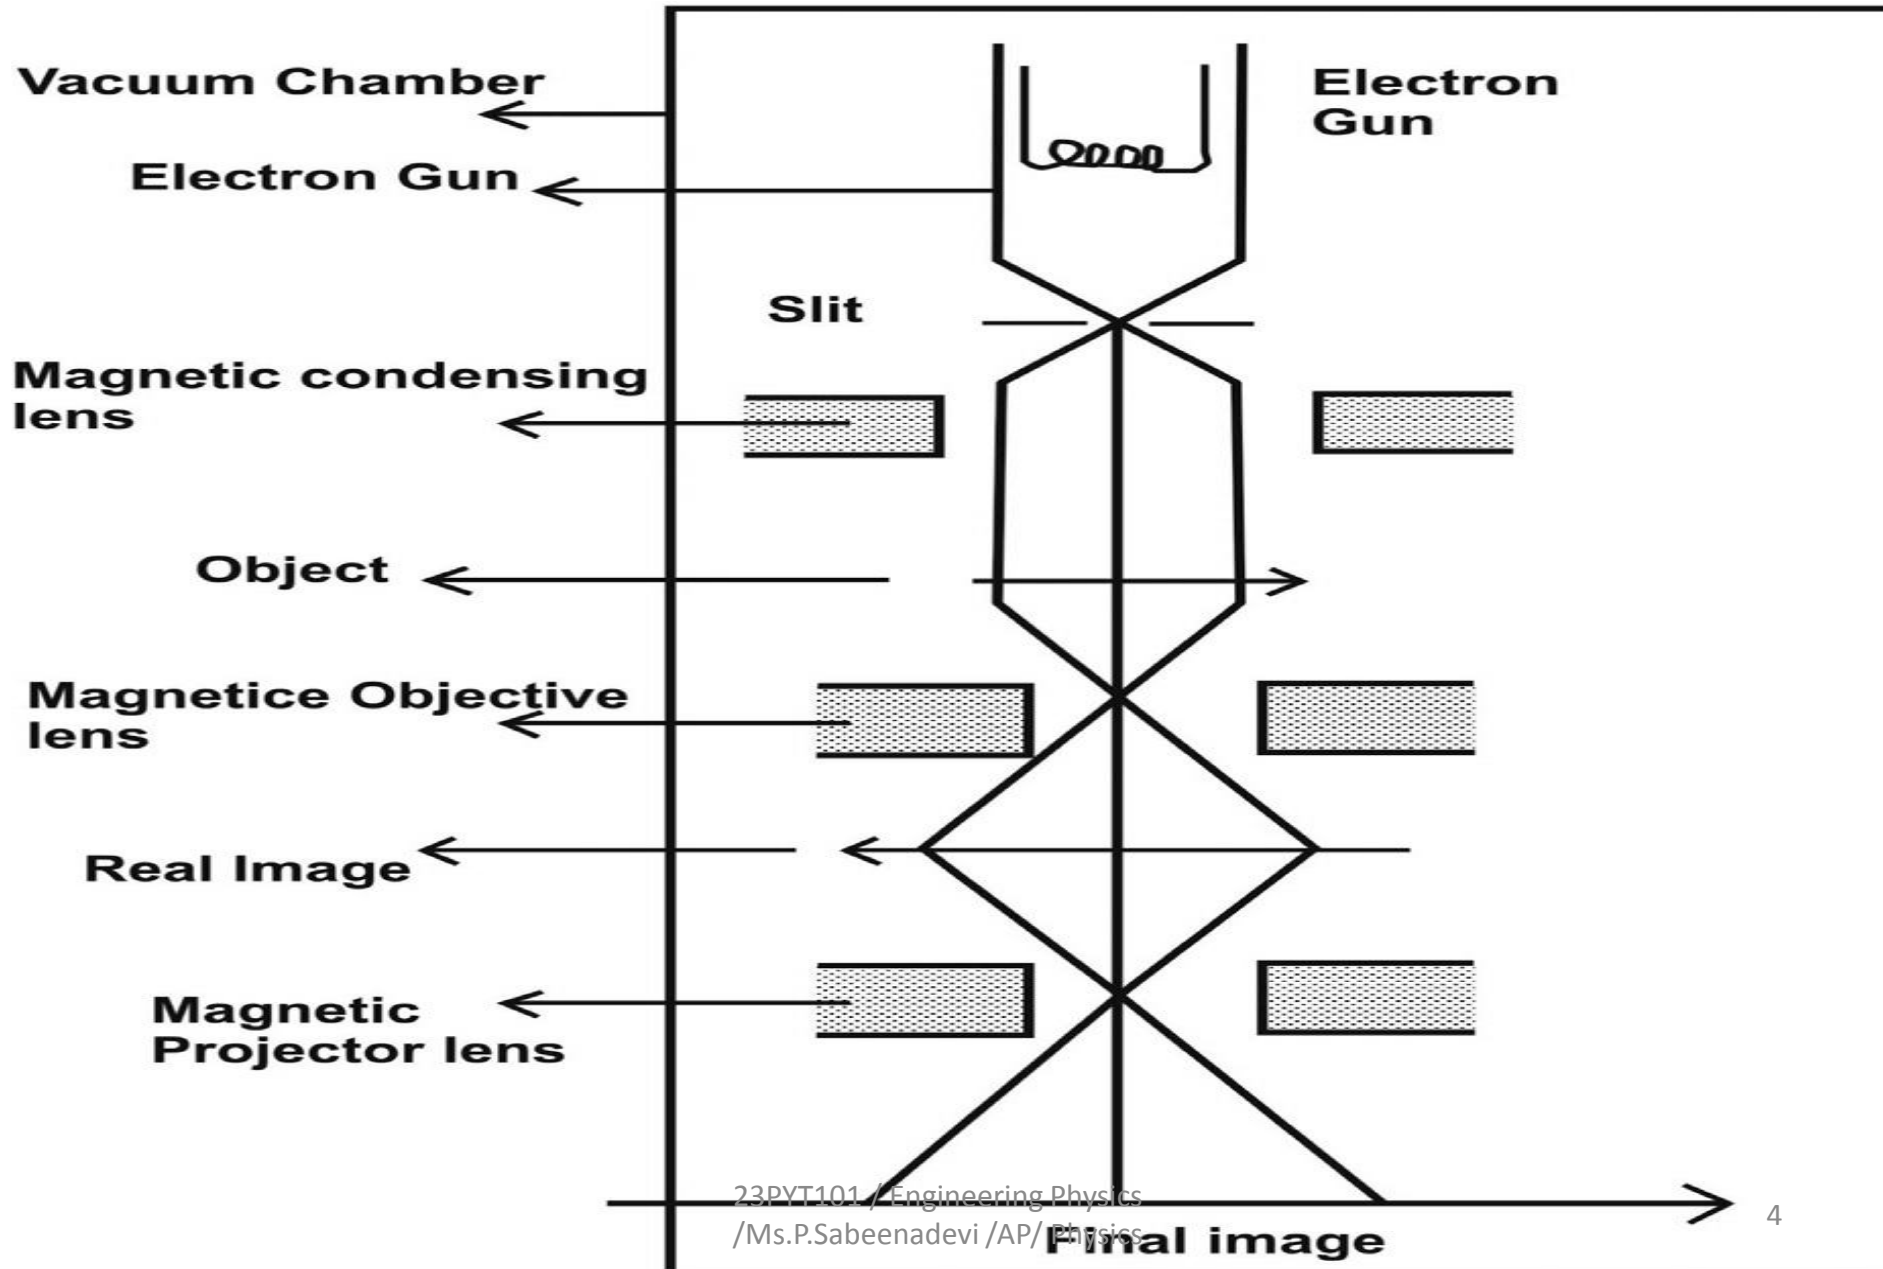 Vacuum Chamber
Electron
Gun
Electron Gun
Slit
Magnetic condensing
lens
Object
Magnetice Objective
lens
Real Image
Magnetic
Projector lens
23PYT101 / Engineering Physics
/Ms.P.Sabeenadevi /AP/ Physics
4
Final image